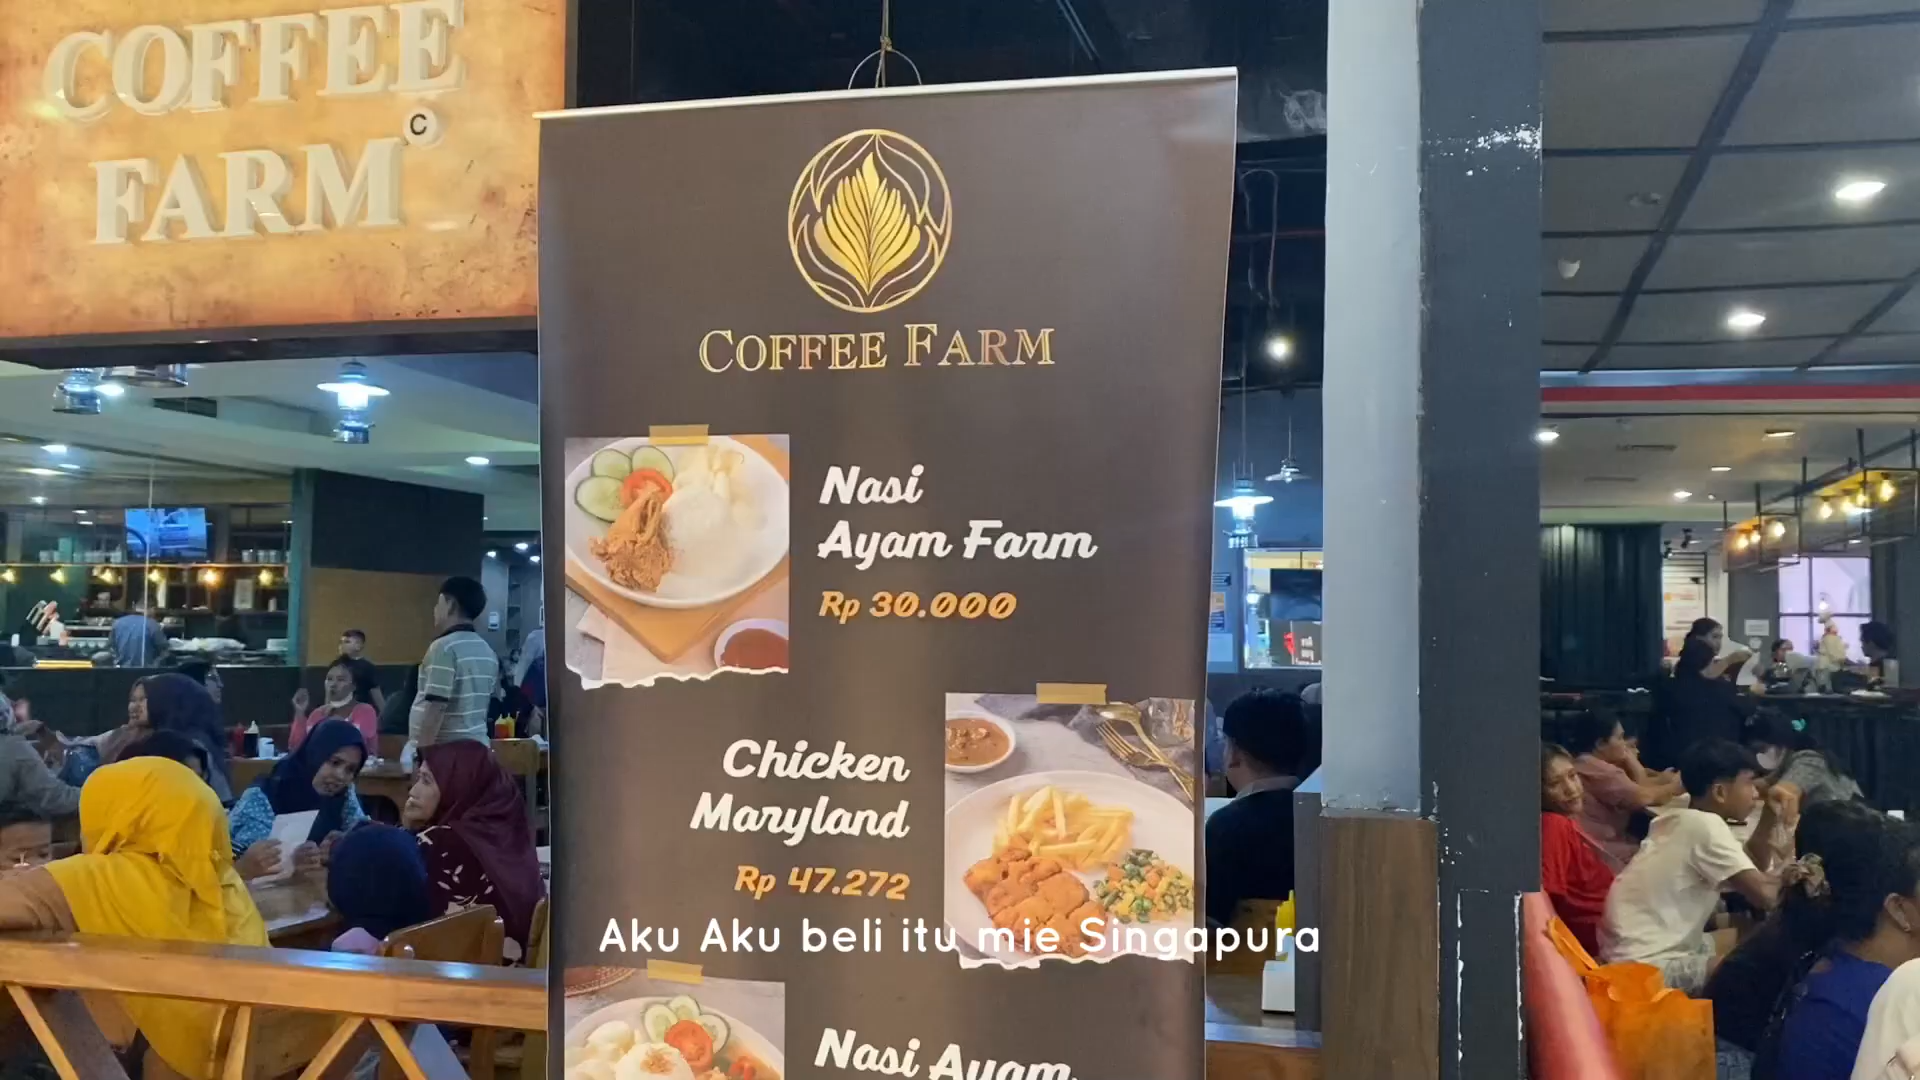 COFFEE
FARM
C
COFFEE FARM
Nasi
Ayam Farm
Rp 30.000
Chicken
Maryland
Rp 47.272
Aku Aku beli itu mie Singapura
Nasi Ayam